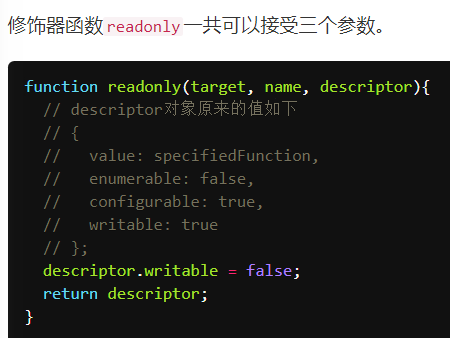 修饰器函数readonly一共可以接受三个参数。
function readonly(target, name, descriptor){
  // descriptor对象原来的值如下
  // {
  //   value: specifiedFunction,
  //   enumerable: false,
  //   configurable: true,
  //   writable: true
  // };
  descriptor.writable = false;
  return descriptor;
}